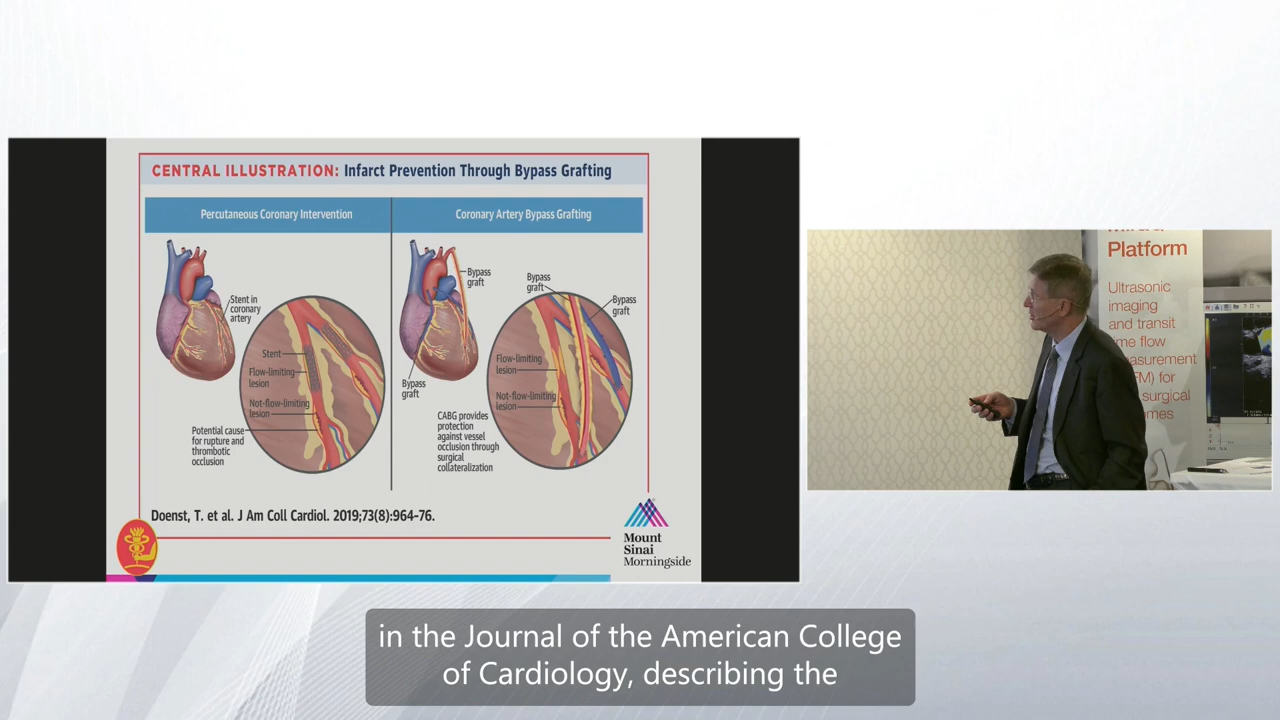 CENTRAL ILLUSTRATION: Infarct Prevention Through Bypass Grafting
Percutaneous Coronary Intervention
Stent in
coronary
artery
Stent
Flow-limiting
lesion
Not-flow-limiting
lesion
Potential cause
for rupture and
thrombotic
occlusion
Coronary Artery Bypass Grafting
Bypass
graft
Bypass
graft
Bypass
graft
Bypass
graft
Flow-limiting
lesion
Not-flow-limiting
lesion
CABG provides
protection
against vessel
occlusion through
surgical
collateralization
Doenst, T. et al. J Am Coll Cardiol. 2019;73(8):964-76.
Mount
Sinai
Morningside
Platform
Ultrasonic
imaging
and transit
flow
for
surgical
in the Journal of the American College
of Cardiology, describing the